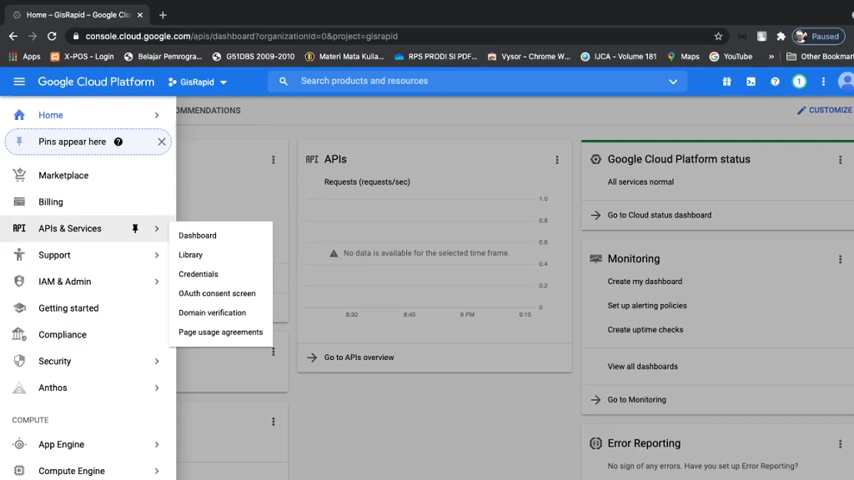 Home – GisRapid – Google Clo
console.cloud.google.com/apis/dashboard?organizationId=0&project=gisrapid
Paused
Apps
X-POS - Login
Belajar Pemrogra...
G51DBS 2009-2010
Materi Mata Kulia...
RPS PRODI SI PDF...
Vysor - Chrome W...
IJCA - Volume 181
Maps
YouTube
»
Other Bookmar
Google Cloud Platform
GisRapid
Search products and resources
1
Home
OMMENDATIONS
CUSTOMIZE
Pins appear here
Marketplace
Billing
API APIs & Services
Support
IAM & Admin
Getting started
Compliance
Security
Anthos
COMPUTE
App Engine
Compute Engine
Dashboard
Library
Credentials
OAuth consent screen
Domain verification
Page usage agreements
API APIs
Requests (requests/sec)
1.0
0.8
0.6
No data is available for the selected time frame.
0.4
0.2
0
8:30
8:45
9 PM
9:15
Go to APIs overview
Google Cloud Platform status
All services normal
Go to Cloud status dashboard
Monitoring
Create my dashboard
Set up alerting policies
Create uptime checks
View all dashboards
Go to Monitoring
Error Reporting
No sign of any errors. Have you set up Error Reporting?